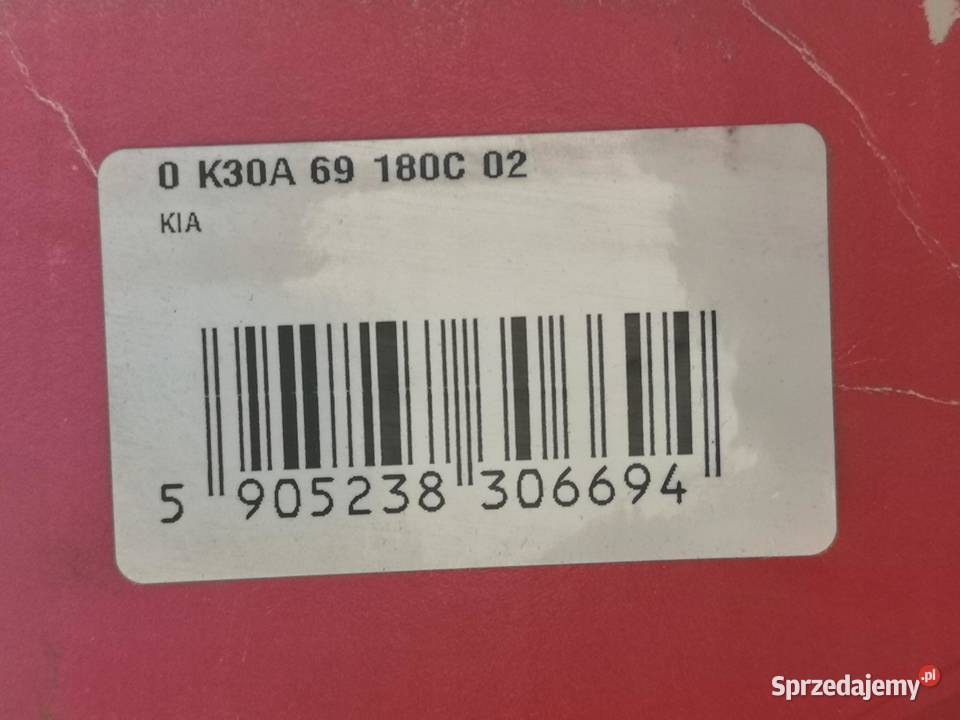 0 K30A 69 180C 02
KIA
5 905238 306694
Sprzedajemy.pl